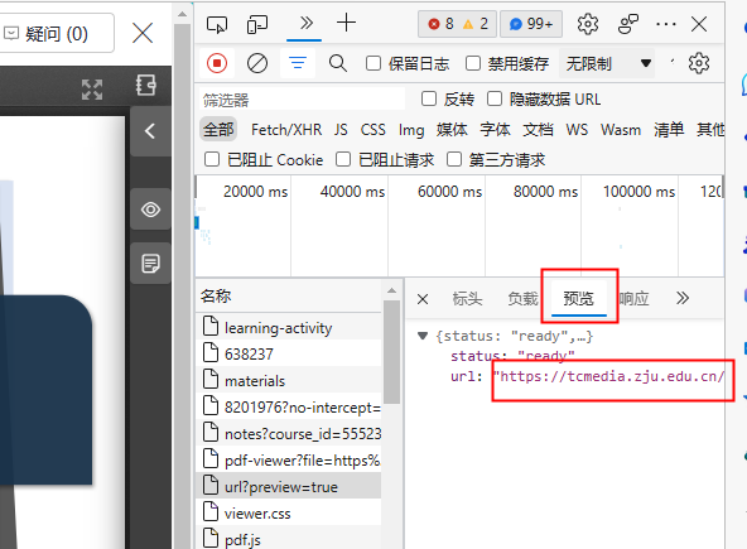 疑问 (0)
8 2 99+
保留日志 禁用缓存 无限制
筛选器 反转 隐藏数据 URL
全部 Fetch/XHR JS CSS Img 媒体 字体 文档 WS Wasm 清单 其他
已阻止 Cookie 已阻止请求 第三方请求
20000 ms 40000 ms 60000 ms 80000 ms 100000 ms 120
名称
标头 负载 预览 响应
learning-activity
638237
materials
8201976?no-intercept=
notes?course_id=55523
pdf-viewer?file=https%
url?preview=true
viewer.css
pdf.js
{status: "ready",…}
status: "ready"
url: "https://tcmedia.zju.edu.cn/